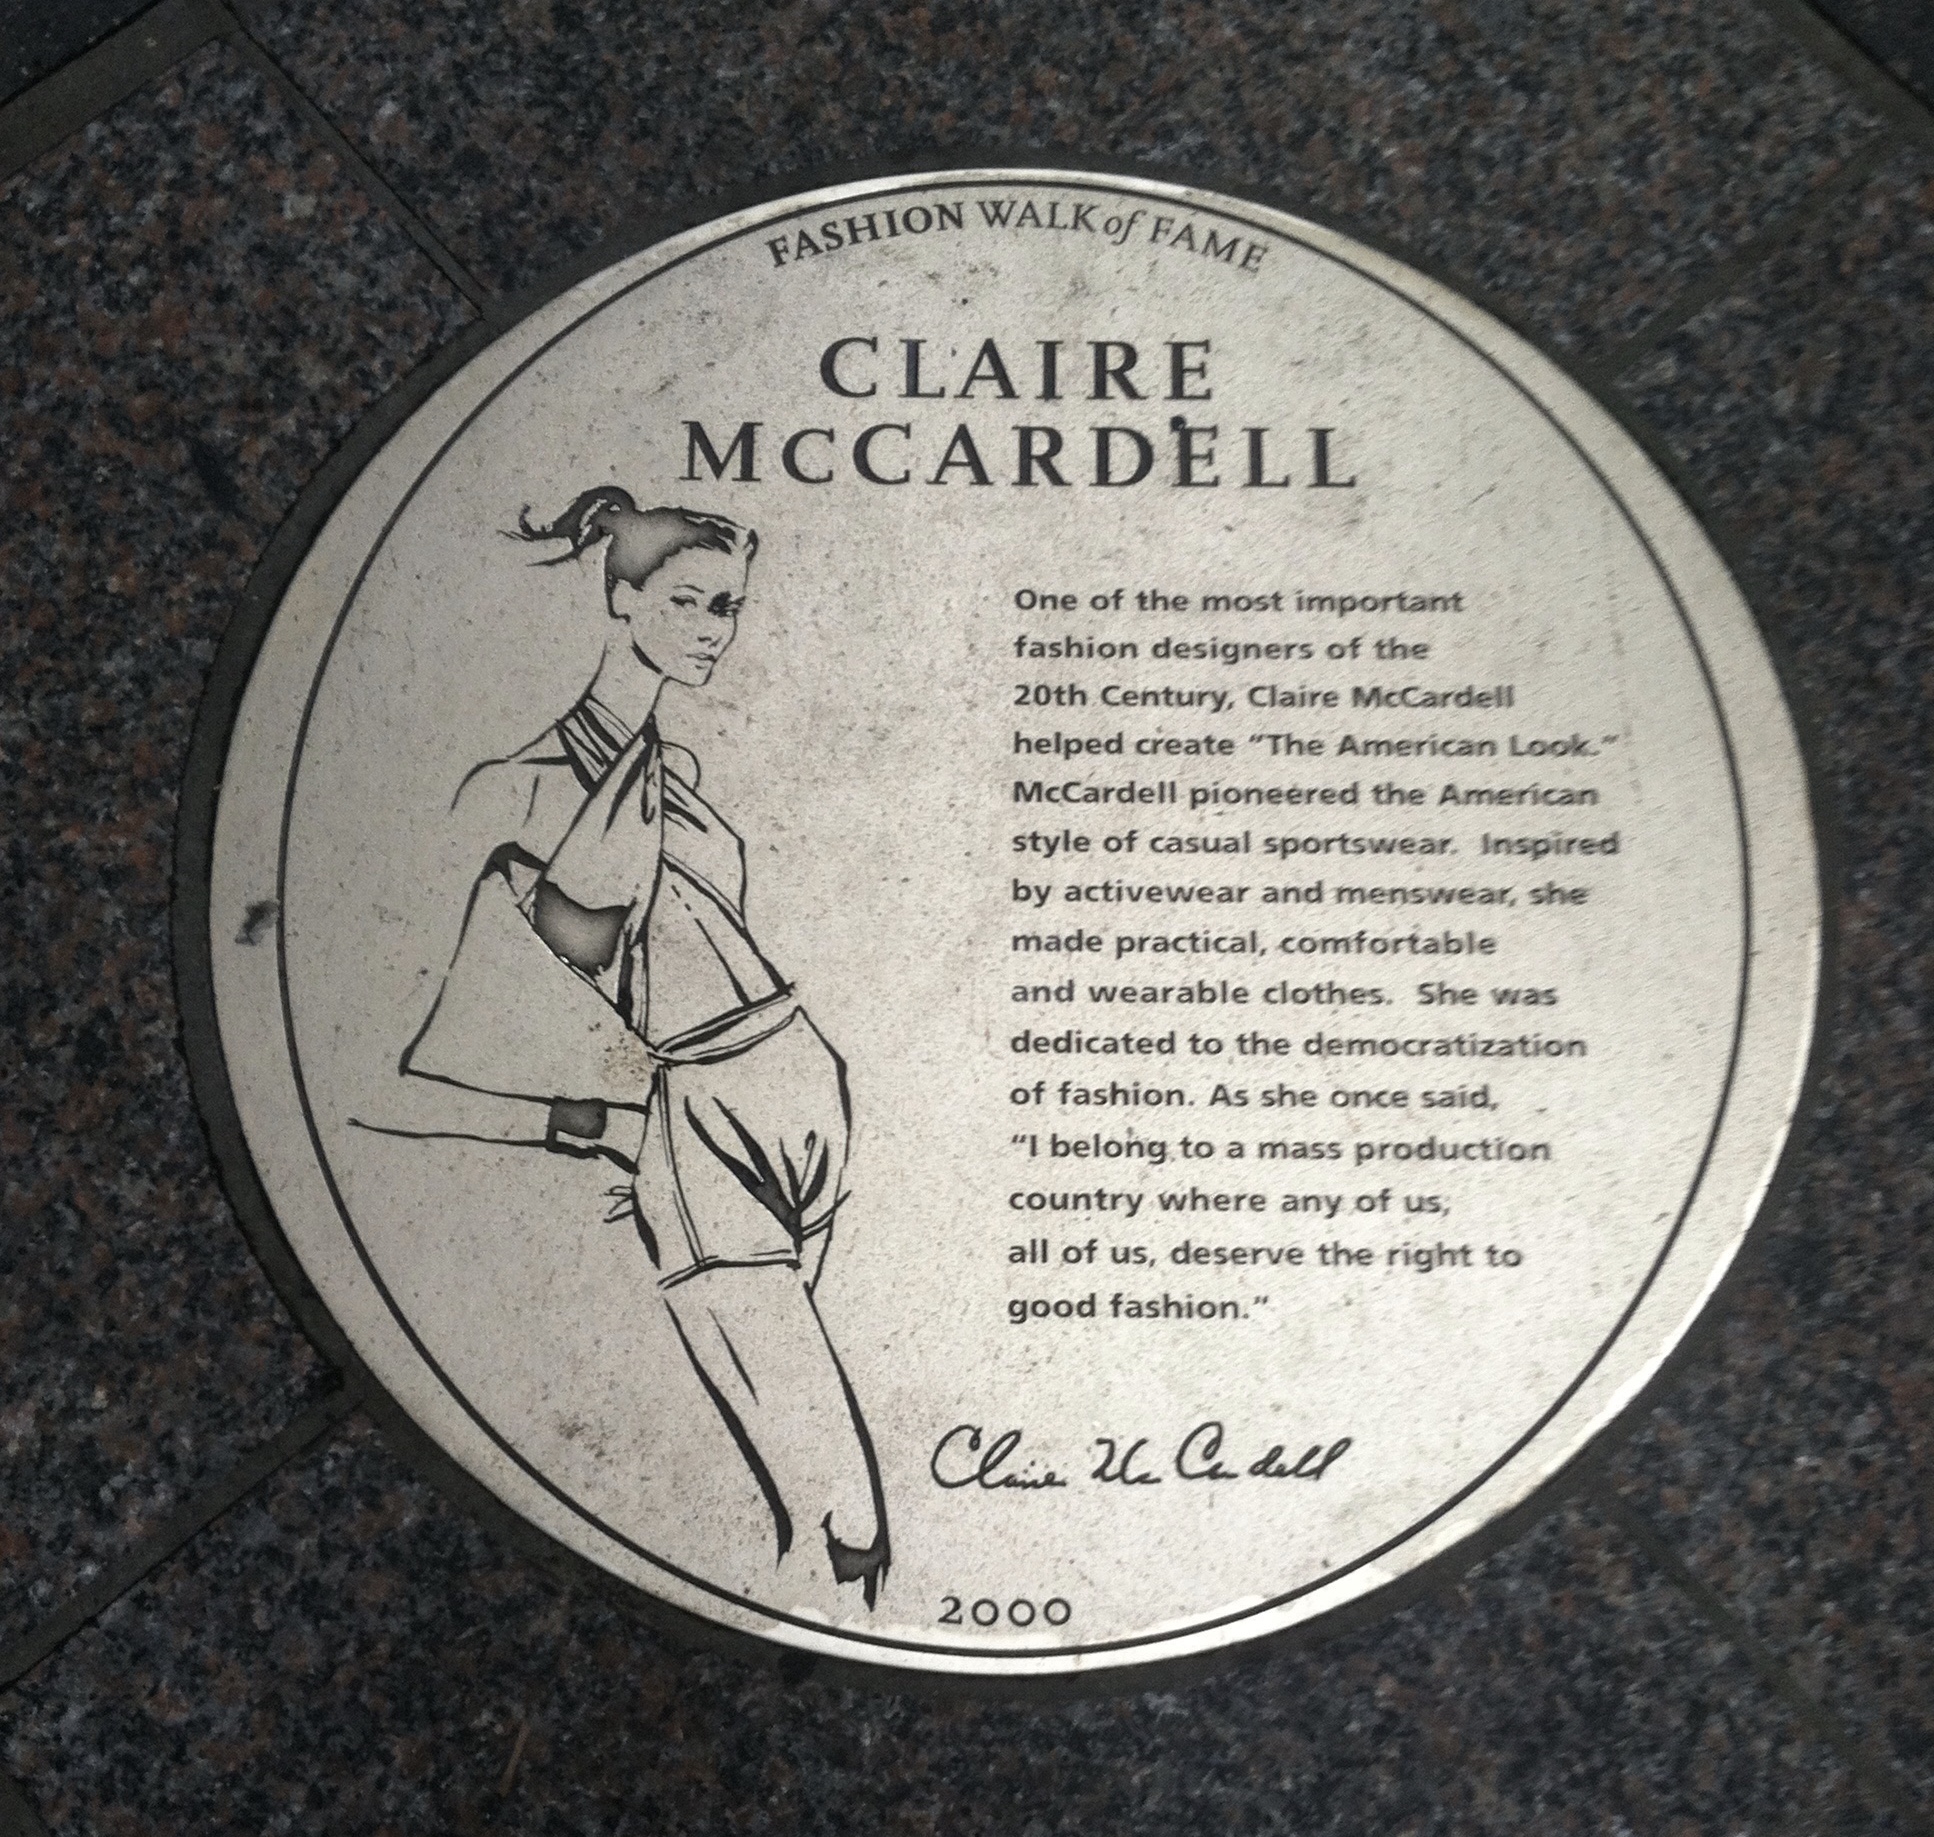 FASHION WALK of FAME
CLAIRE
MCCARDELL
One of the most important
fashion designers of the
20th Century, Claire McCardell
helped create “The American Look.”
McCardell pioneered the American
style of casual sportswear.  Inspired
by activewear and menswear, she
made practical, comfortable
and wearable clothes.  She was
dedicated to the democratization
of fashion. As she once said,
“I belong to a mass production
country where any of us,
all of us, deserve the right to
good fashion.”
Claire McCardell
2000